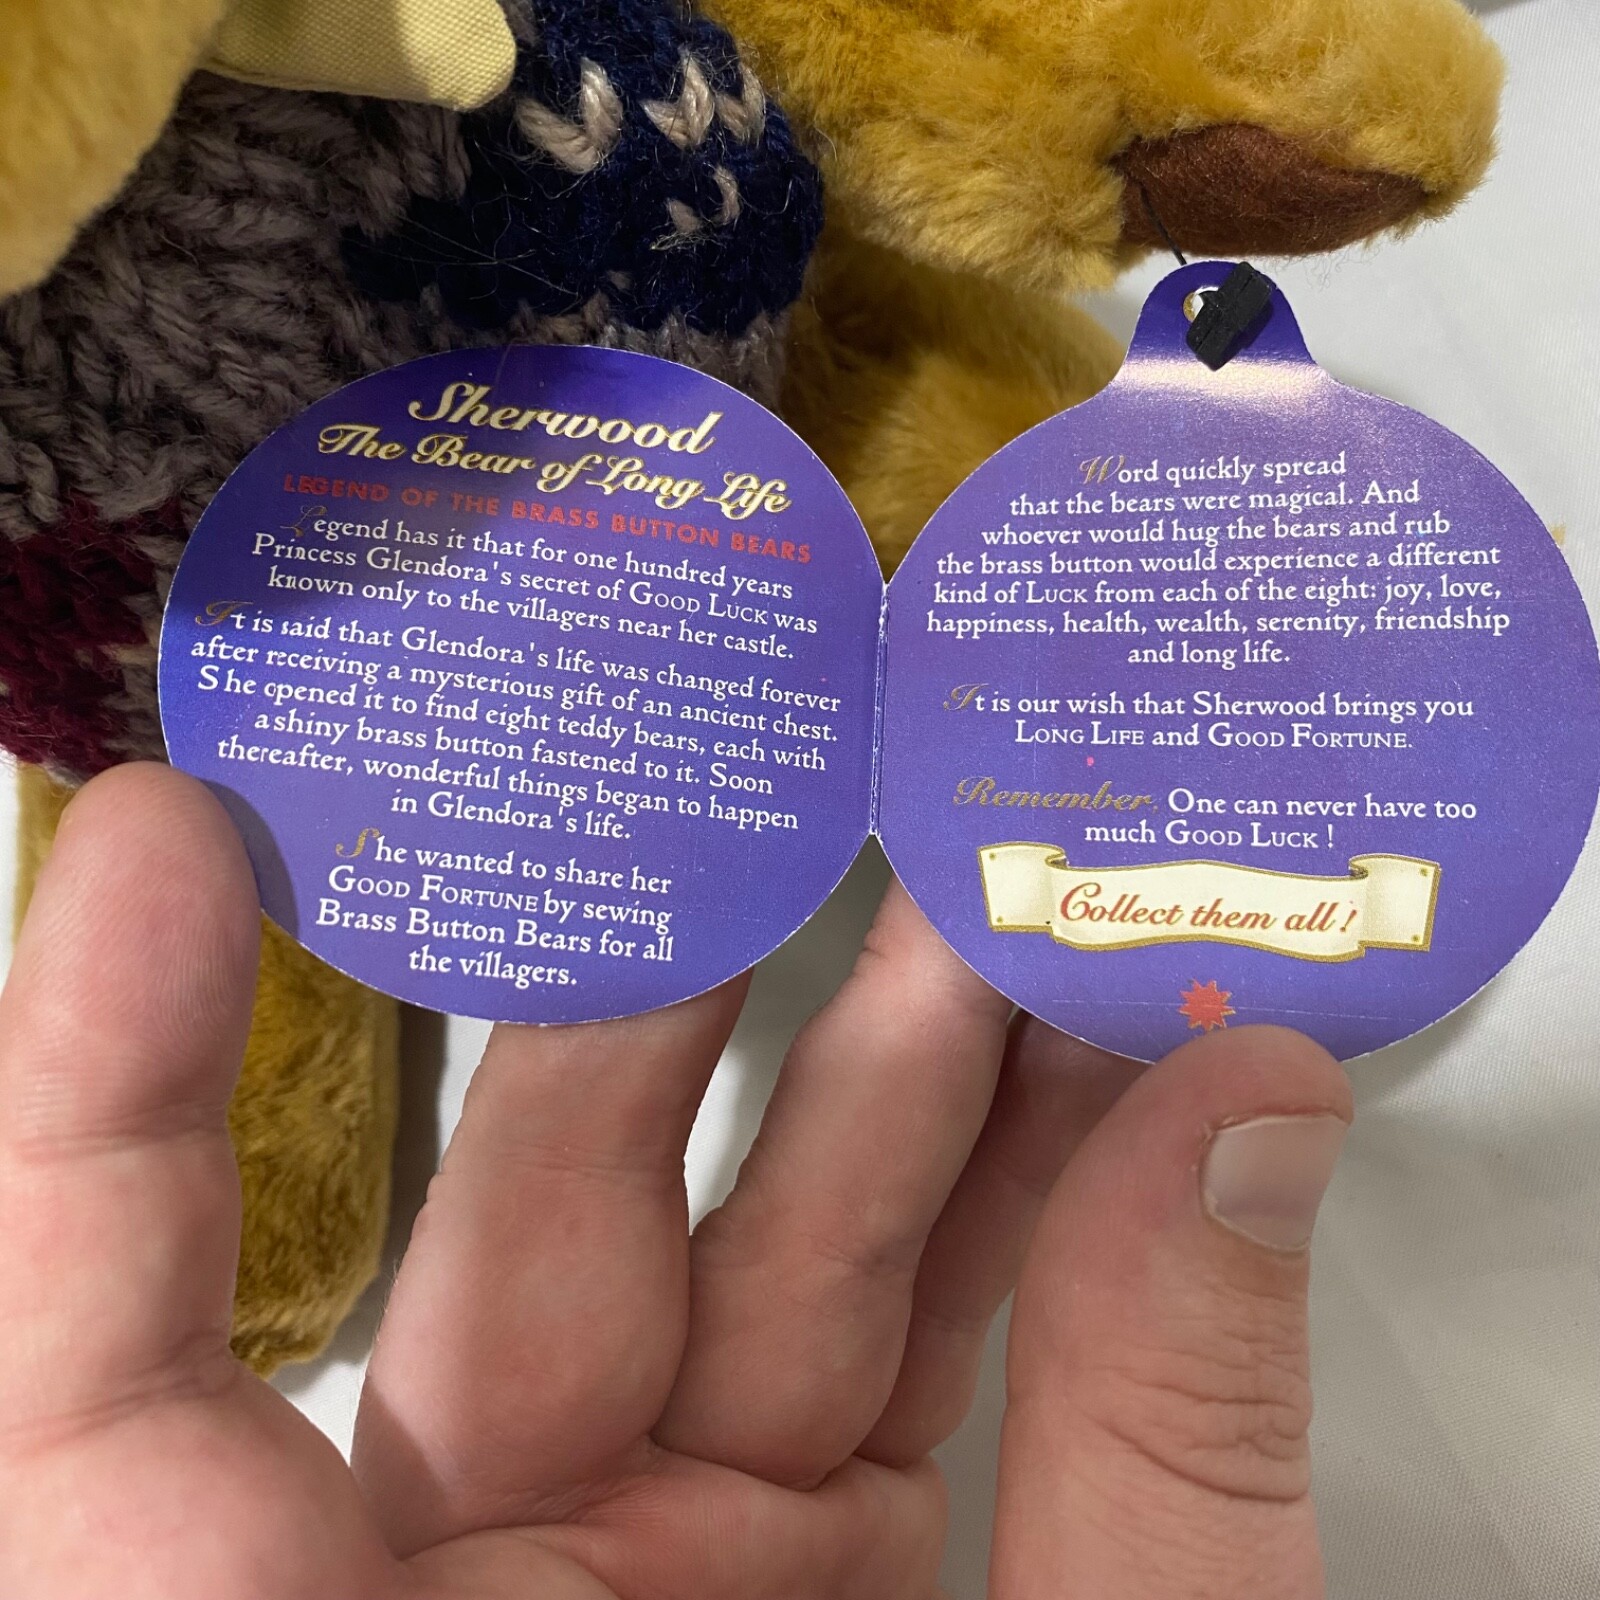 Sherwood
The Bear of Long Life
LEGEND OF THE BRASS BUTTON BEARS
Legend has it that for one hundred years
Princess Glendora's secret of GOOD LUCK was
known only to the villagers near her castle.
It is said that Glendora's life was changed forever
after receiving a mysterious gift of an ancient chest.
She opened it to find eight teddy bears, each with
a shiny brass button fastened to it. Soon
thereafter, wonderful things began to happen
in Glendora's life.
She wanted to share her
GOOD FORTUNE by sewing
Brass Button Bears for all
the villagers.
Word quickly spread
that the bears were magical. And
whoever would hug the bears and rub
the brass button would experience a different
kind of LUCK from each of the eight: joy, love,
happiness, health, wealth, serenity, friendship
and long life.
It is our wish that Sherwood brings you
LONG LIFE and GOOD FORTUNE.
Remember, One can never have too
much GOOD LUCK !
Collect them all !